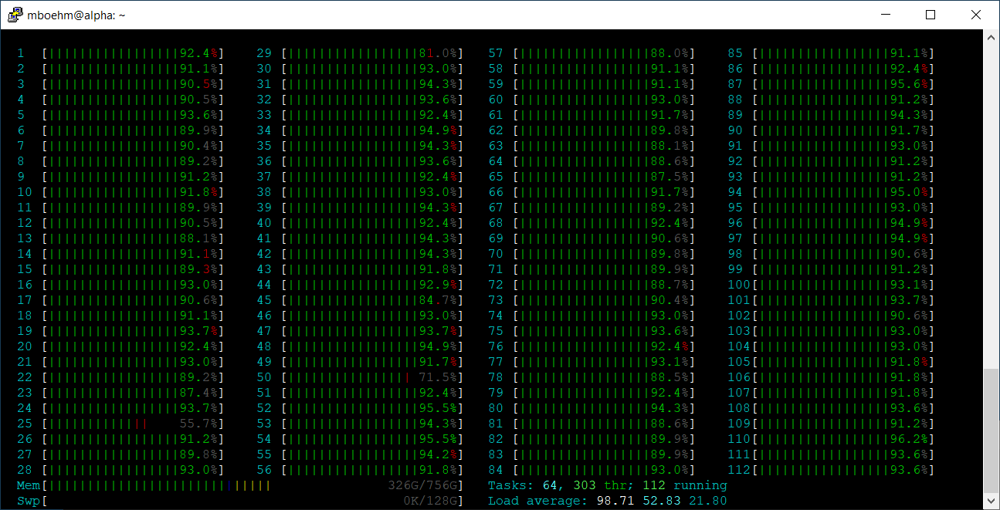 mboehm@alpha: ~
1 [|||||||||||||||||92.4%] 29 [|||||||||||||||||81.0%] 57 [|||||||||||||||||88.0%] 85 [|||||||||||||||||91.1%]
2 [|||||||||||||||||91.1%] 30 [|||||||||||||||||93.0%] 58 [|||||||||||||||||91.1%] 86 [|||||||||||||||||92.4%]
3 [|||||||||||||||||90.5%] 31 [|||||||||||||||||94.3%] 59 [|||||||||||||||||91.1%] 87 [|||||||||||||||||95.6%]
4 [|||||||||||||||||90.5%] 32 [|||||||||||||||||93.6%] 60 [|||||||||||||||||93.0%] 88 [|||||||||||||||||91.2%]
5 [|||||||||||||||||93.6%] 33 [|||||||||||||||||92.4%] 61 [|||||||||||||||||91.7%] 89 [|||||||||||||||||94.3%]
6 [|||||||||||||||||89.9%] 34 [|||||||||||||||||94.9%] 62 [|||||||||||||||||89.8%] 90 [|||||||||||||||||91.7%]
7 [|||||||||||||||||90.4%] 35 [|||||||||||||||||94.3%] 63 [|||||||||||||||||88.1%] 91 [|||||||||||||||||93.0%]
8 [|||||||||||||||||89.2%] 36 [|||||||||||||||||93.6%] 64 [|||||||||||||||||88.6%] 92 [|||||||||||||||||91.2%]
9 [|||||||||||||||||91.2%] 37 [|||||||||||||||||92.4%] 65 [|||||||||||||||||87.5%] 93 [|||||||||||||||||91.2%]
10 [|||||||||||||||||91.8%] 38 [|||||||||||||||||93.0%] 66 [|||||||||||||||||91.7%] 94 [|||||||||||||||||95.0%]
11 [|||||||||||||||||89.9%] 39 [|||||||||||||||||94.3%] 67 [|||||||||||||||||89.2%] 95 [|||||||||||||||||93.0%]
12 [|||||||||||||||||90.5%] 40 [|||||||||||||||||92.4%] 68 [|||||||||||||||||92.4%] 96 [|||||||||||||||||94.9%]
13 [|||||||||||||||||88.1%] 41 [|||||||||||||||||94.3%] 69 [|||||||||||||||||90.6%] 97 [|||||||||||||||||94.9%]
14 [|||||||||||||||||91.1%] 42 [|||||||||||||||||94.3%] 70 [|||||||||||||||||89.8%] 98 [|||||||||||||||||90.6%]
15 [|||||||||||||||||89.3%] 43 [|||||||||||||||||91.8%] 71 [|||||||||||||||||89.9%] 99 [|||||||||||||||||91.2%]
16 [|||||||||||||||||93.0%] 44 [|||||||||||||||||92.9%] 72 [|||||||||||||||||88.7%] 100[|||||||||||||||||93.1%]
17 [|||||||||||||||||90.6%] 45 [|||||||||||||||||84.7%] 73 [|||||||||||||||||90.4%] 101[|||||||||||||||||93.7%]
18 [|||||||||||||||||91.1%] 46 [|||||||||||||||||93.0%] 74 [|||||||||||||||||93.0%] 102[|||||||||||||||||90.6%]
19 [|||||||||||||||||93.7%] 47 [|||||||||||||||||93.7%] 75 [|||||||||||||||||93.6%] 103[|||||||||||||||||93.0%]
20 [|||||||||||||||||92.4%] 48 [|||||||||||||||||94.9%] 76 [|||||||||||||||||92.4%] 104[|||||||||||||||||93.0%]
21 [|||||||||||||||||93.0%] 49 [|||||||||||||||||91.7%] 77 [|||||||||||||||||93.1%] 105[|||||||||||||||||91.8%]
22 [|||||||||||||||||89.2%] 50 [|||||||||||||||| 71.5%] 78 [|||||||||||||||||88.5%] 106[|||||||||||||||||91.8%]
23 [|||||||||||||||||87.4%] 51 [|||||||||||||||||92.4%] 79 [|||||||||||||||||92.4%] 107[|||||||||||||||||91.8%]
24 [|||||||||||||||||93.7%] 52 [|||||||||||||||||95.5%] 80 [|||||||||||||||||94.3%] 108[|||||||||||||||||93.6%]
25 [||||||||||||| 55.7%] 53 [|||||||||||||||||94.3%] 81 [|||||||||||||||||88.6%] 109[|||||||||||||||||91.2%]
26 [|||||||||||||||||91.2%] 54 [|||||||||||||||||95.5%] 82 [|||||||||||||||||89.9%] 110[|||||||||||||||||96.2%]
27 [|||||||||||||||||89.8%] 55 [|||||||||||||||||94.2%] 83 [|||||||||||||||||89.9%] 111[|||||||||||||||||93.6%]
28 [|||||||||||||||||93.0%] 56 [|||||||||||||||||91.8%] 84 [|||||||||||||||||93.0%] 112[|||||||||||||||||93.6%]
Mem[||||||||||||||||||||||||||||| 326G/756G] Tasks: 64, 303 thr; 112 running
Swp[ 0K/128G] Load average: 98.71 52.83 21.80